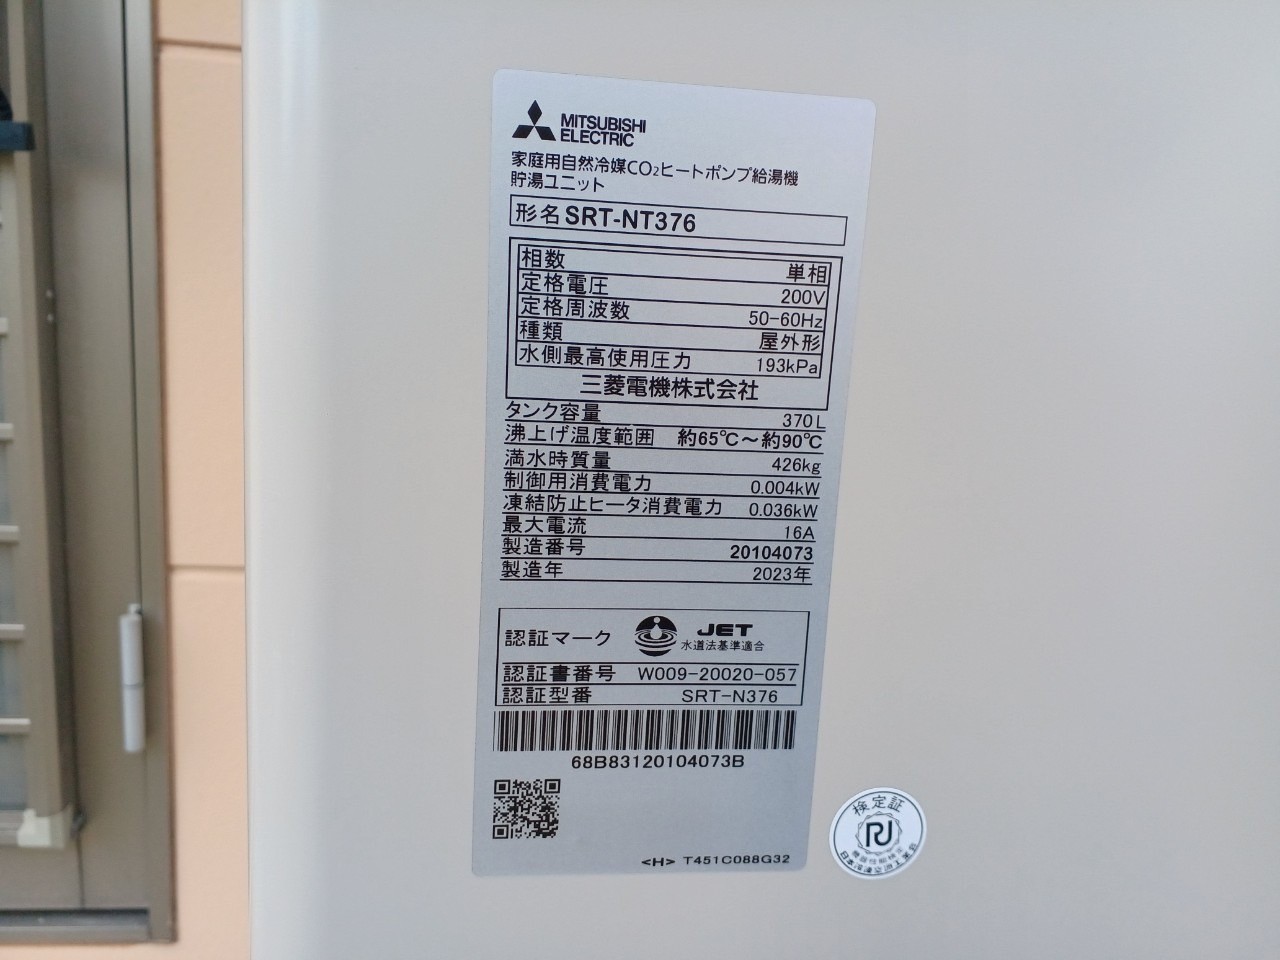 MITSUBISHI
ELECTRIC
家庭用自然冷媒CO₂ヒートポンプ給湯機
貯湯ユニット
形名 SRT-NT376
相数 単相
定格電圧 200V
定格周波数 50-60Hz
種類 屋外形
水側最高使用圧力 193kPa
三菱電機株式会社
タンク容量 370L
沸上げ温度範囲 約65℃～約90℃
満水時質量 426kg
制御用消費電力 0.004kW
凍結防止ヒータ消費電力 0.036kW
最大電流 16A
製造番号 20104073
製造年 2023年
認証マーク JET
水道法基準適合
認証書番号 W009-20020-057
認証型番 SRT-N376
68B83120104073B
<H> T451C088G32
検定証